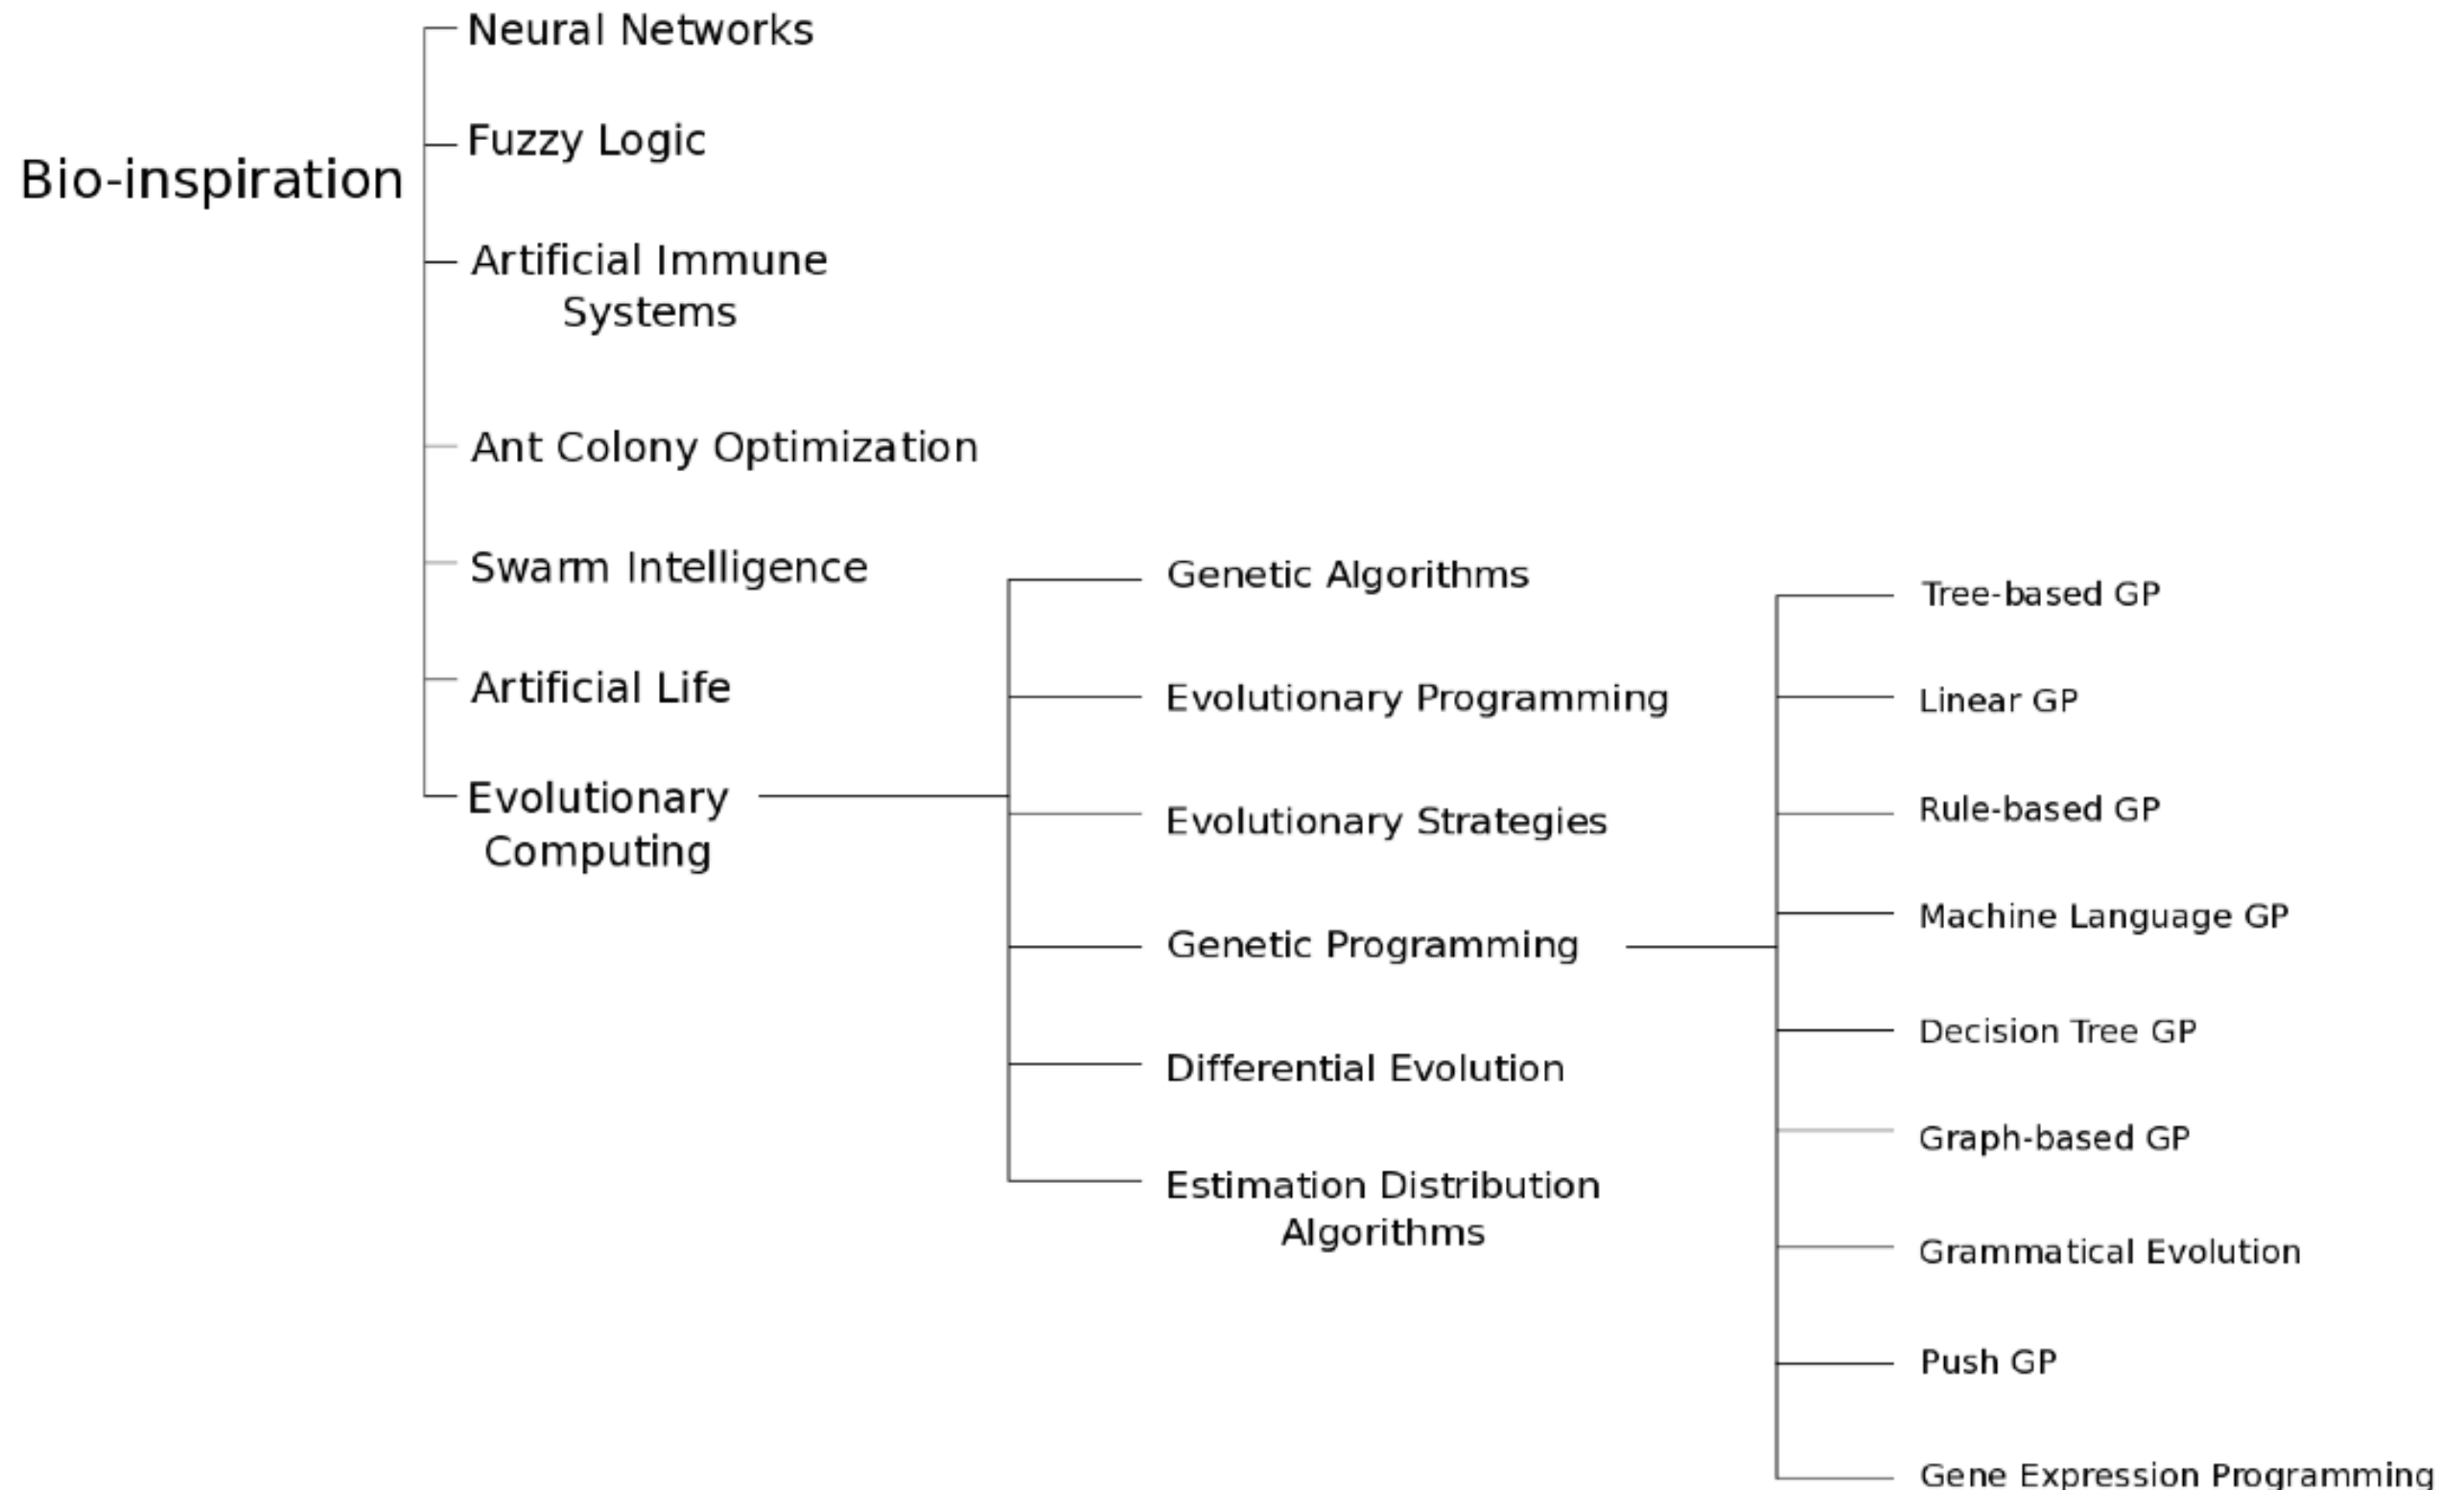 Bio-inspiration
Neural Networks
Fuzzy Logic
Artificial Immune
Systems
Ant Colony Optimization
Swarm Intelligence
Artificial Life
Evolutionary
Computing
Genetic Algorithms
Evolutionary Programming
Evolutionary Strategies
Genetic Programming
Differential Evolution
Estimation Distribution
Algorithms
Tree-based GP
Linear GP
Rule-based GP
Machine Language GP
Decision Tree GP
Graph-based GP
Grammatical Evolution
Push GP
Gene Expression Programming